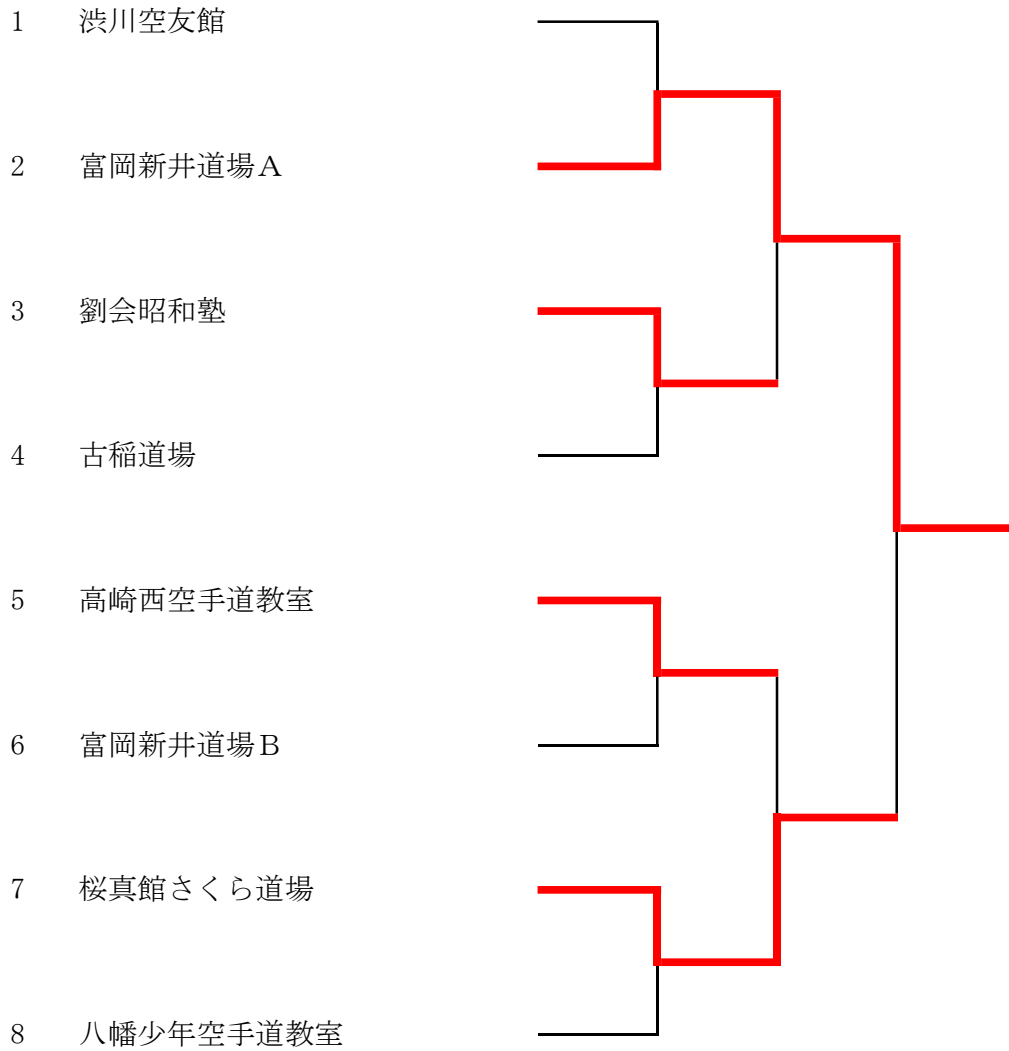 1 渋川空友館
2 富岡新井道場A
3 劉会昭和塾
4 古稲道場
5 高崎西空手道教室
6 富岡新井道場B
7 桜真館さくら道場
8 八幡少年空手道教室